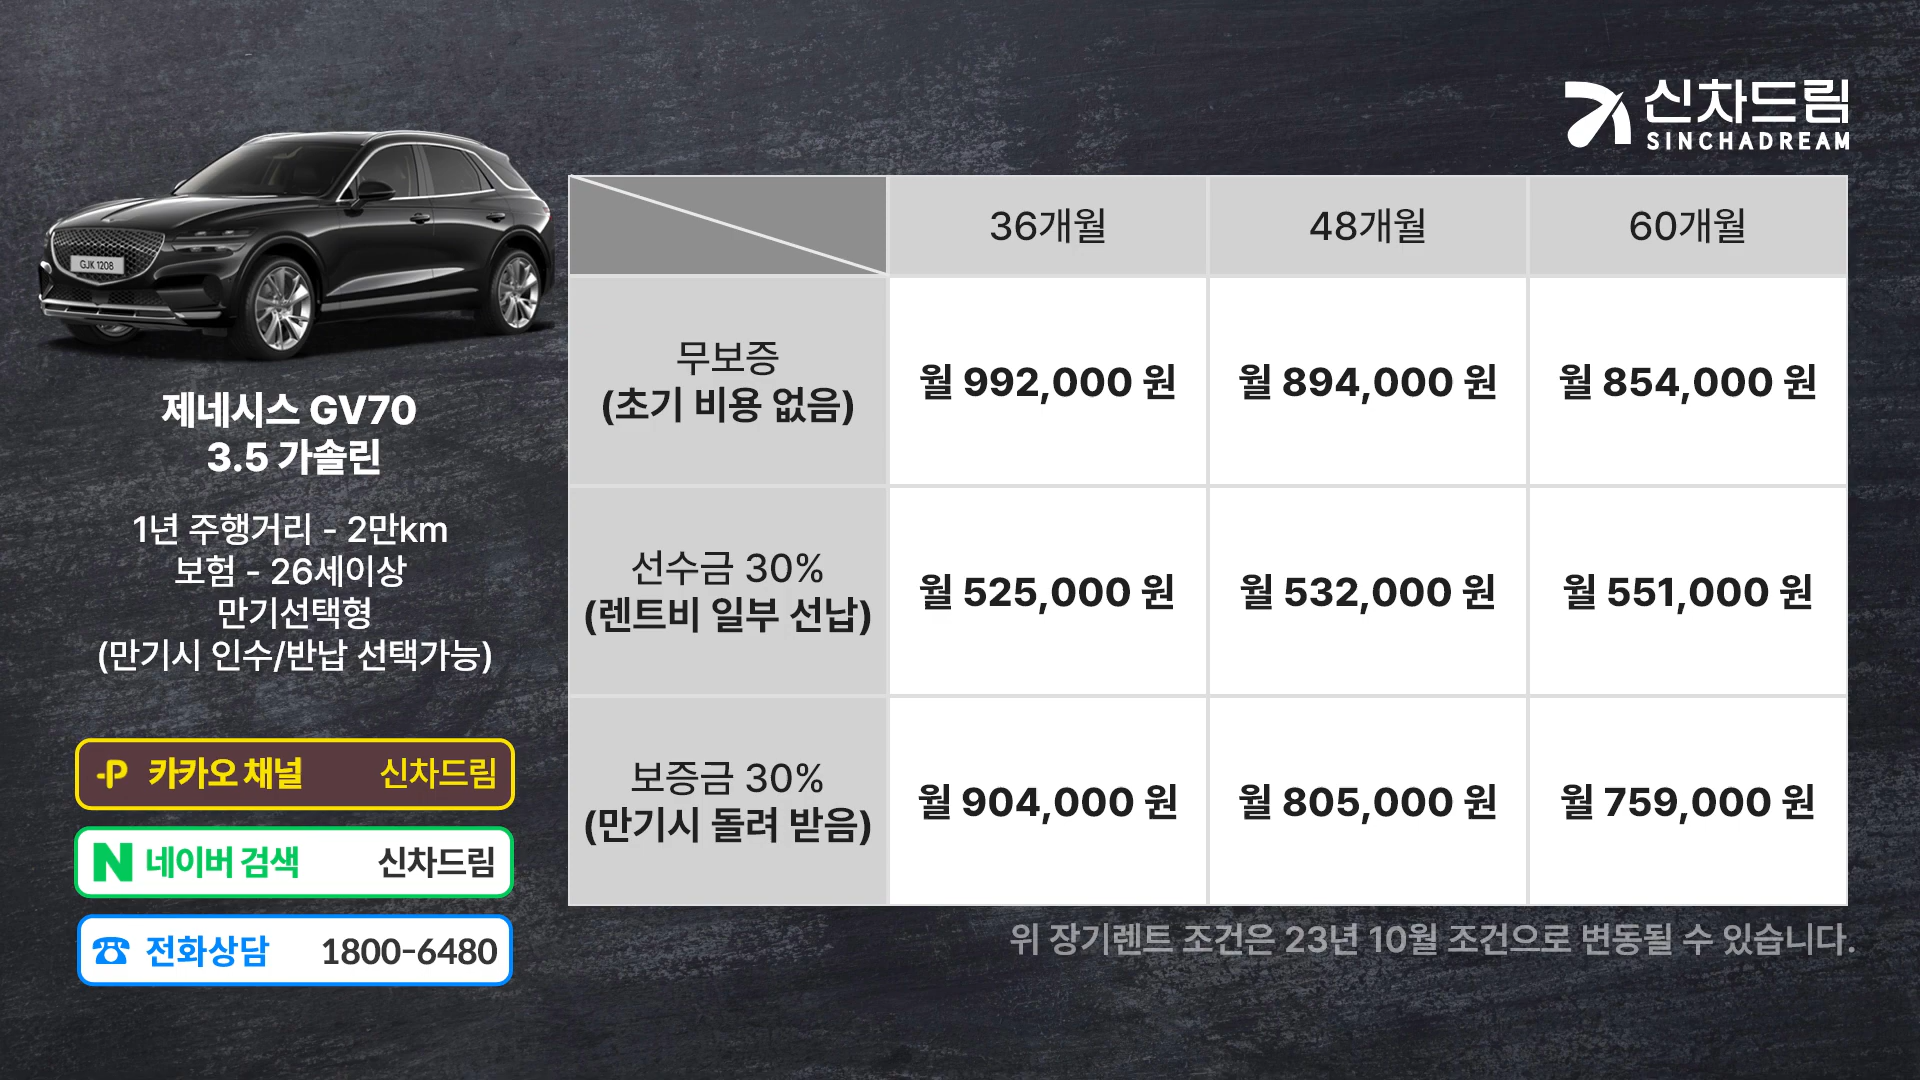 신차드림
SINCHADREAM
GJK 1208
제네시스 GV70
3.5 가솔린
1년 주행거리 - 2만km
보험 - 26세이상
만기선택형
(만기시 인수/반납 선택가능)
카카오 채널 신차드림
네이버 검색 신차드림
전화상담 1800-6480
36개월 48개월 60개월
무보증
(초기 비용 없음)
월 992,000 원 월 894,000 원 월 854,000 원
선수금 30%
(렌트비 일부 선납)
월 525,000 원 월 532,000 원 월 551,000 원
보증금 30%
(만기시 돌려 받음)
월 904,000 원 월 805,000 원 월 759,000 원
위 장기렌트 조건은 23년 10월 조건으로 변동될 수 있습니다.